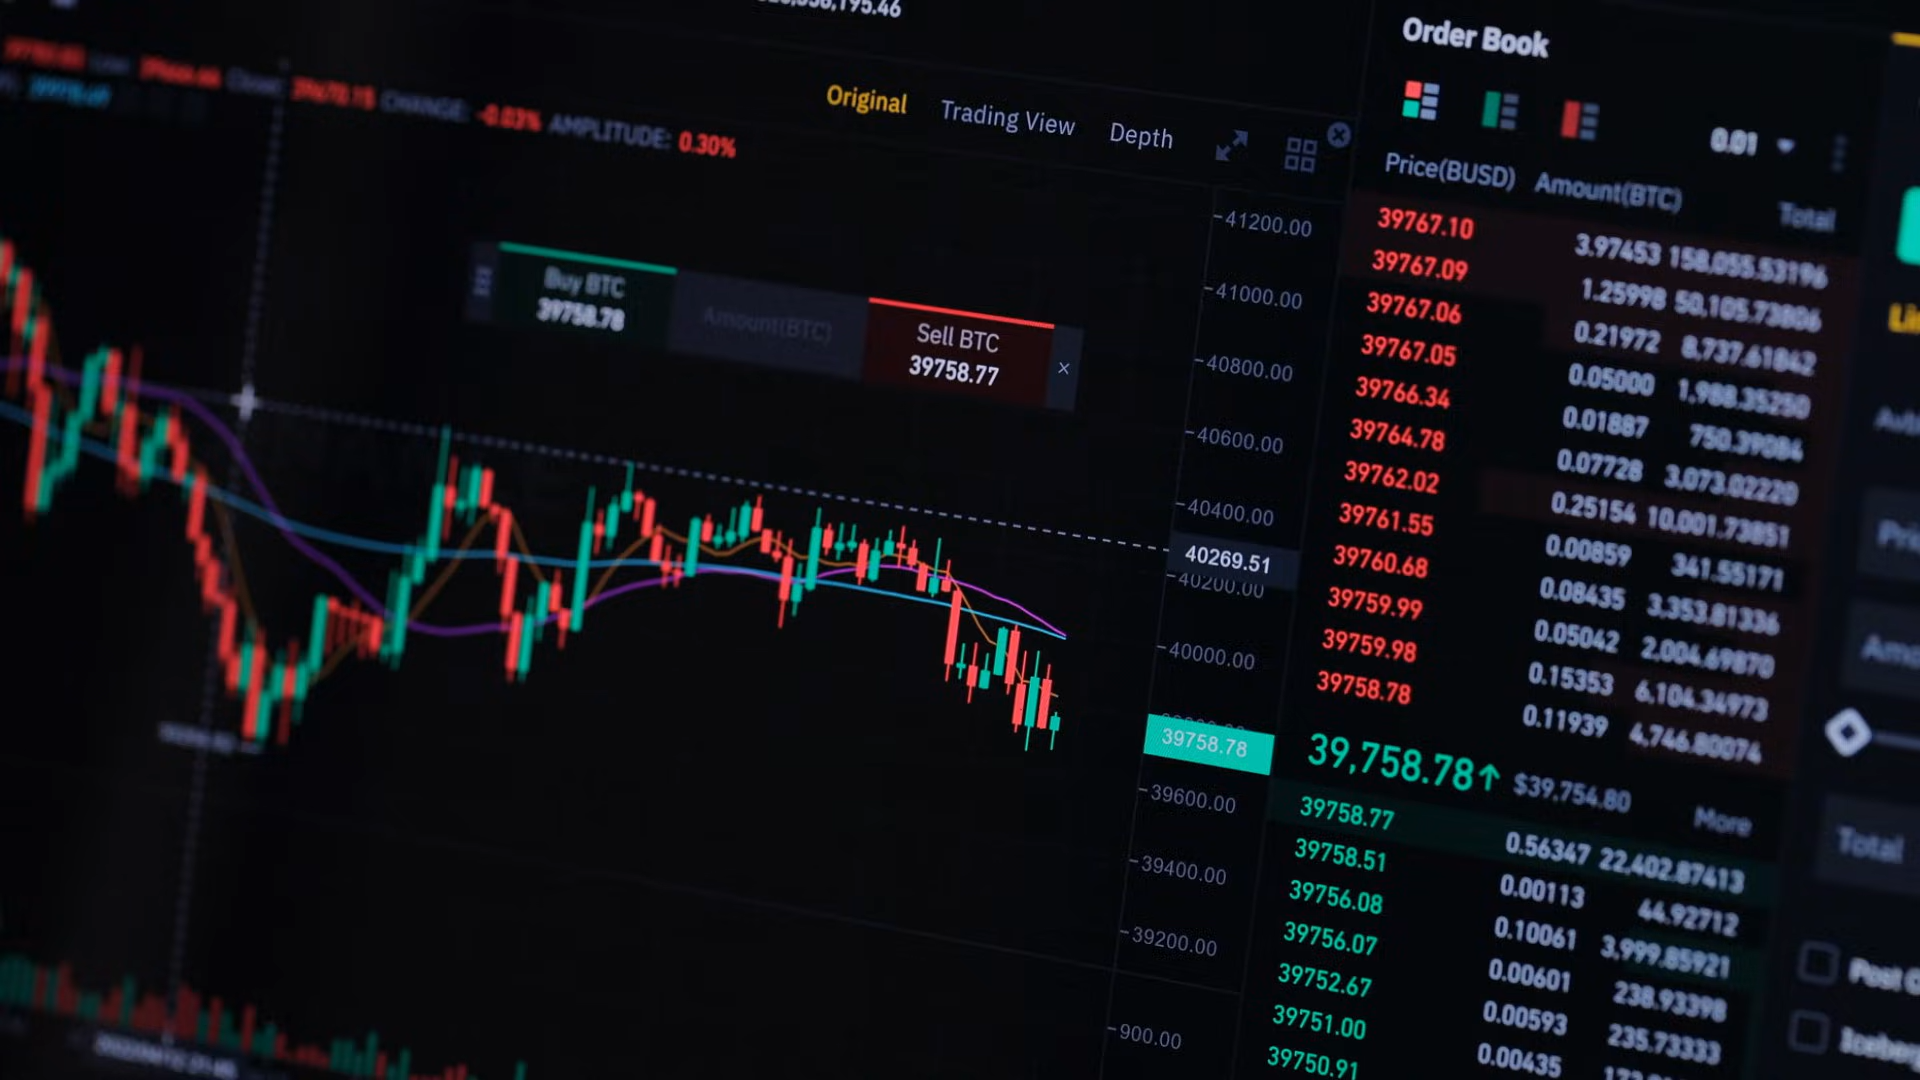 Order Book
CHANGE: -0.03% AMPLITUDE: 0.30%
Original Trading View Depth
0.01
Price(BUSD) Amount(BTC) Total
Buy BTC
39758.78
Amount(BTC)
Sell BTC
39758.77
41200.00
41000.00
40800.00
40600.00
40400.00
40269.51
40200.00
40000.00
39758.78
39600.00
39400.00
39200.00
900.00
39767.10 3.97453 158,055.53196
39767.09 1.25998 50,105.73806
39767.06 0.21972 8,737.61842
39767.05 0.05000 1,988.35250
39766.34 0.01887 750.39084
39764.78 0.07728 3,073.02220
39762.02 0.25154 10,001.73851
39761.55 0.00859 341.55171
39760.68 0.08435 3,353.81336
39759.99 0.05042 2,004.69870
39759.98 0.15353 6,104.34973
39758.78 0.11939 4,746.80074
39,758.78↑ $39,754.80 More
39758.77 0.56347 22,402.87413
39758.51 0.00113 44.92712
39756.08 0.10061 3,999.85921
39756.07 0.00601 238.93398
39752.67 0.00593 235.73333
39751.00 0.00435
39750.91
Total